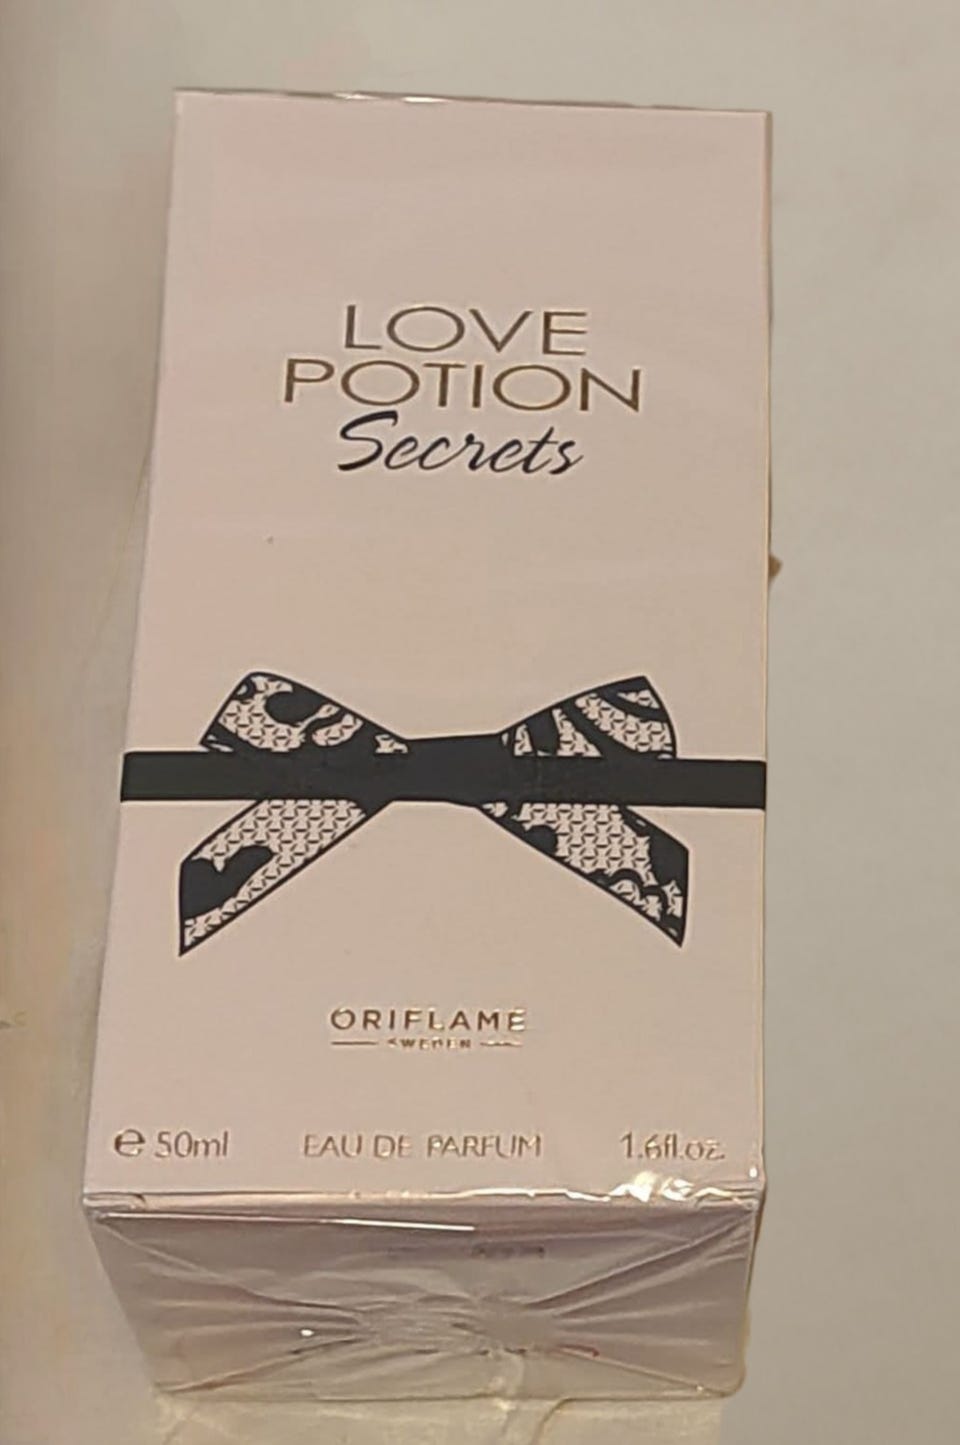 LOVE
POTION
Secrets
ORIFLAME
SWEDEN
e 50ml EAU DE PARFUM 1.6fl.oz.